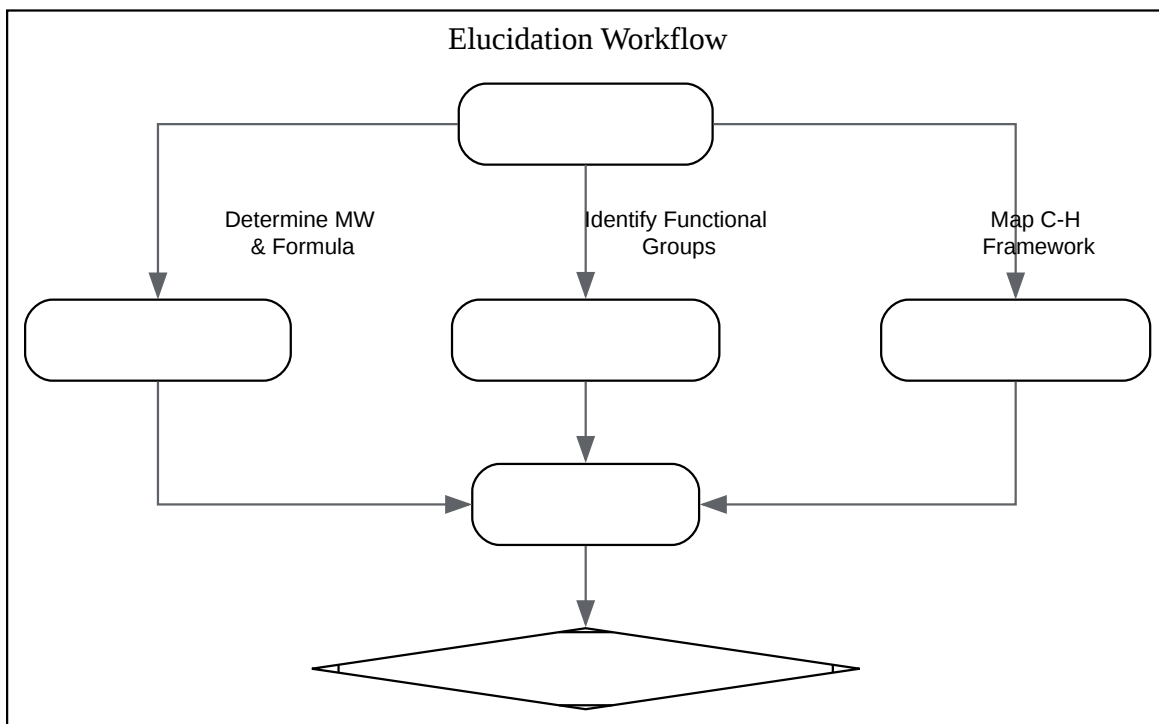 Elucidation Workflow
Determine MW
& Formula
Identify Functional
Groups
Map C-H
Framework